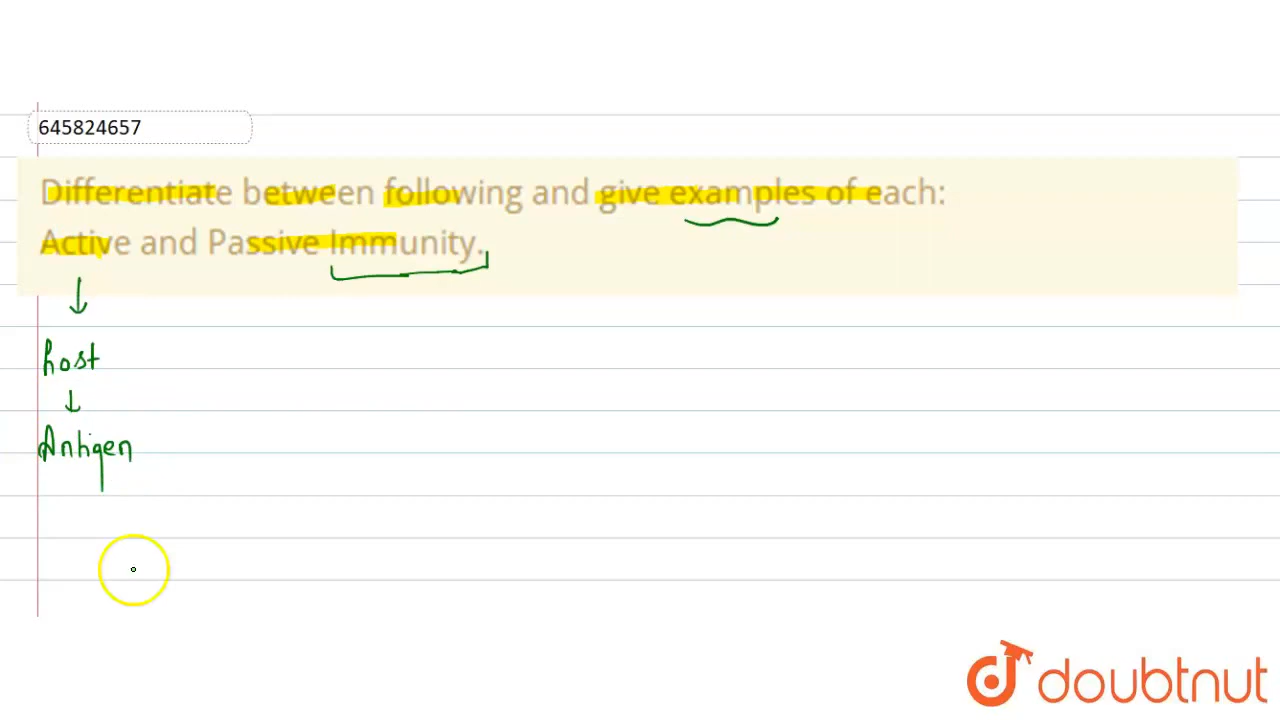 645824657
Differentiate between following and give examples of each:
Active and Passive Immunity.
host
Antigen
doubtnut